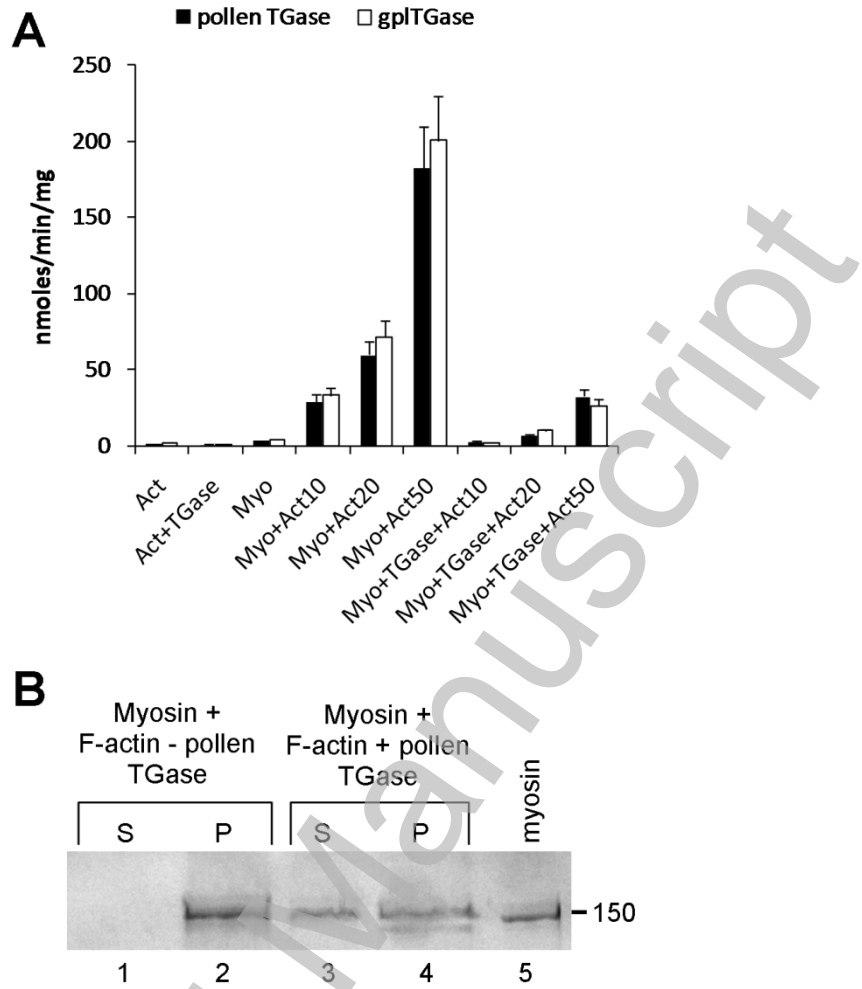 A
pollen TGase gplTGase
250
200
150
100
50
0
nmoles/min/mg
Act
Act+TGase
Myo
Myo+Act10
Myo+Act20
Myo+Act50
Myo+TGase+Act10
Myo+TGase+Act20
Myo+TGase+Act50
B
Myosin +
F-actin - pollen
TGase
Myosin +
F-actin + pollen
TGase
myosin
S P S P
150
1 2 3 4 5
Manuscript